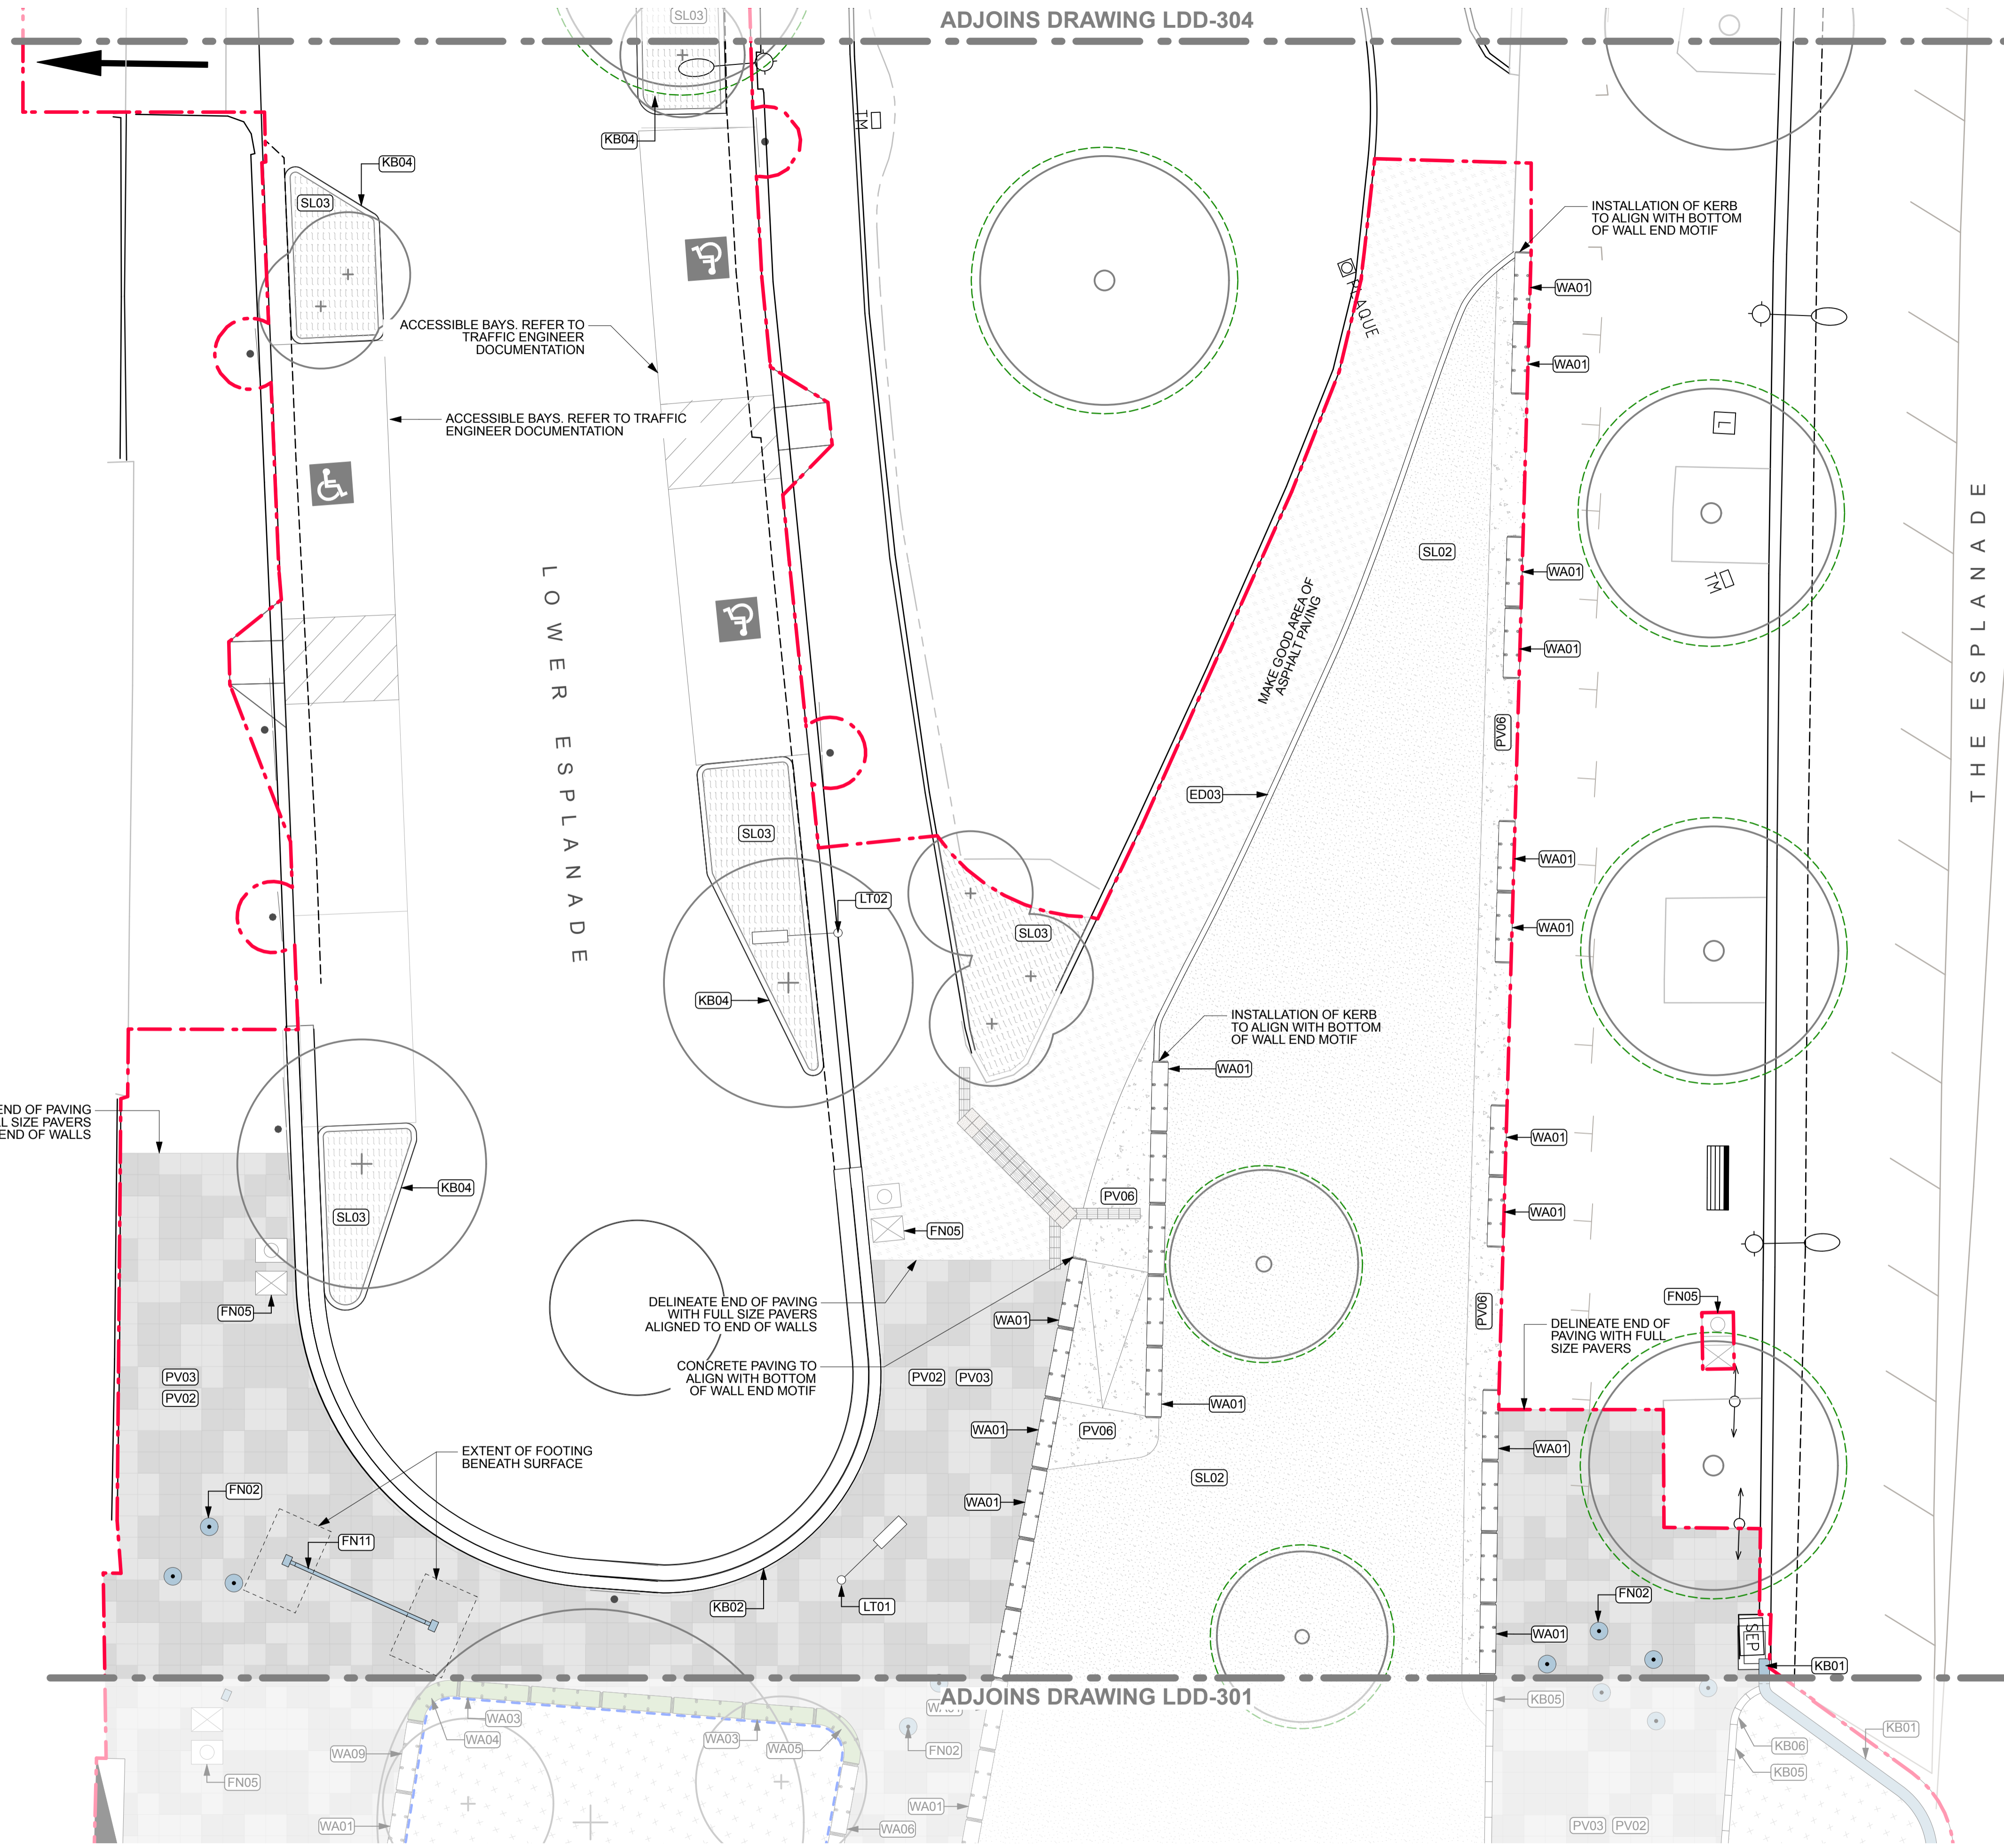 ADJOINS DRAWING LDD-304
SL03
KB04
KB04
SL03
TM
INSTALLATION OF KERB
TO ALIGN WITH BOTTOM
OF WALL END MOTIF
WA01
WA01
ACCESSIBLE BAYS. REFER TO
TRAFFIC ENGINEER
DOCUMENTATION
ACCESSIBLE BAYS. REFER TO TRAFFIC
ENGINEER DOCUMENTATION
L
TM
SL02
WA01
WA01
LOWER ESPLANADE
THE ESPLANADE
MAKE GOOD AREA OF
ASPHALT PAVING
PV06
ED03
SL03
WA01
LT02
SL03
WA01
KB04
INSTALLATION OF KERB
TO ALIGN WITH BOTTOM
OF WALL END MOTIF
WA01
END OF PAVING
SIZE PAVERS
END OF WALLS
WA01
KB04
PV06
SL03
WA01
FN05
FN05
FN05
PV06
DELINEATE END OF PAVING
WITH FULL SIZE PAVERS
ALIGNED TO END OF WALLS
WA01
DELINEATE END OF
PAVING WITH FULL
SIZE PAVERS
CONCRETE PAVING TO
ALIGN WITH BOTTOM
OF WALL END MOTIF
PV03
PV02
PV02 PV03
WA01
WA01
PV06
EXTENT OF FOOTING
BENEATH SURFACE
WA01
SL02
FN02
WA01
FN11
KB02
LT01
FN02
WA01
SEP
KB01
ADJOINS DRAWING LDD-301
WA03
WA04
WA03
WA05
WA09
FN02
KB05
KB01
KB06
KB05
FN05
WA01
WA01
WA06
PV03 PV02